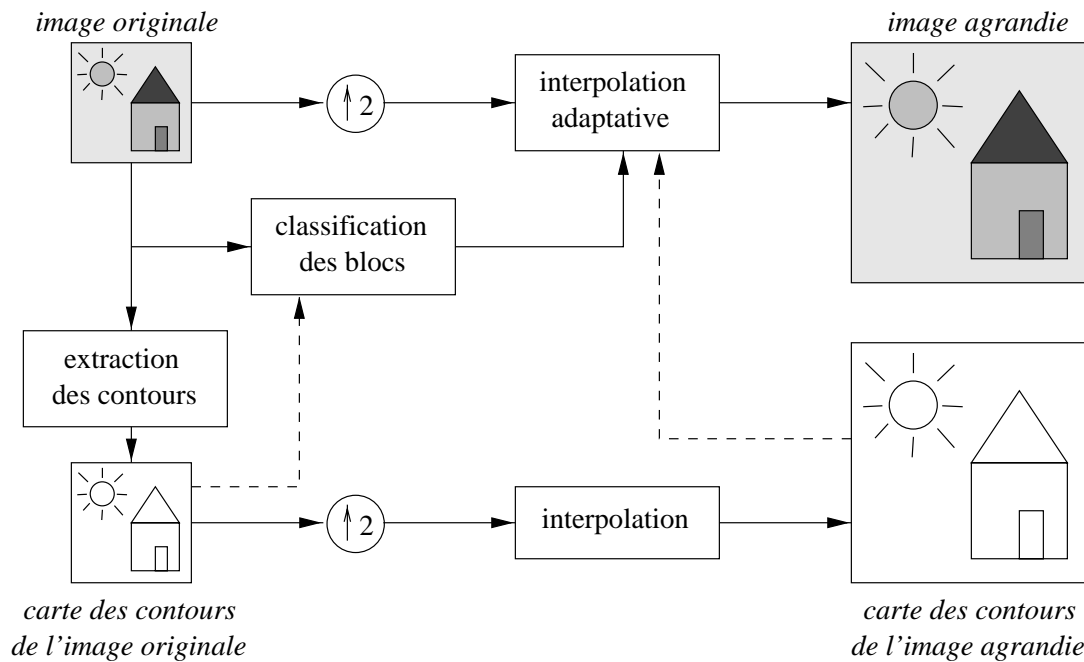 image originale
image agrandie
↑ 2
interpolation
adaptative
classification
des blocs
extraction
des contours
↑ 2
interpolation
carte des contours
de l'image originale
carte des contours
de l'image agrandie